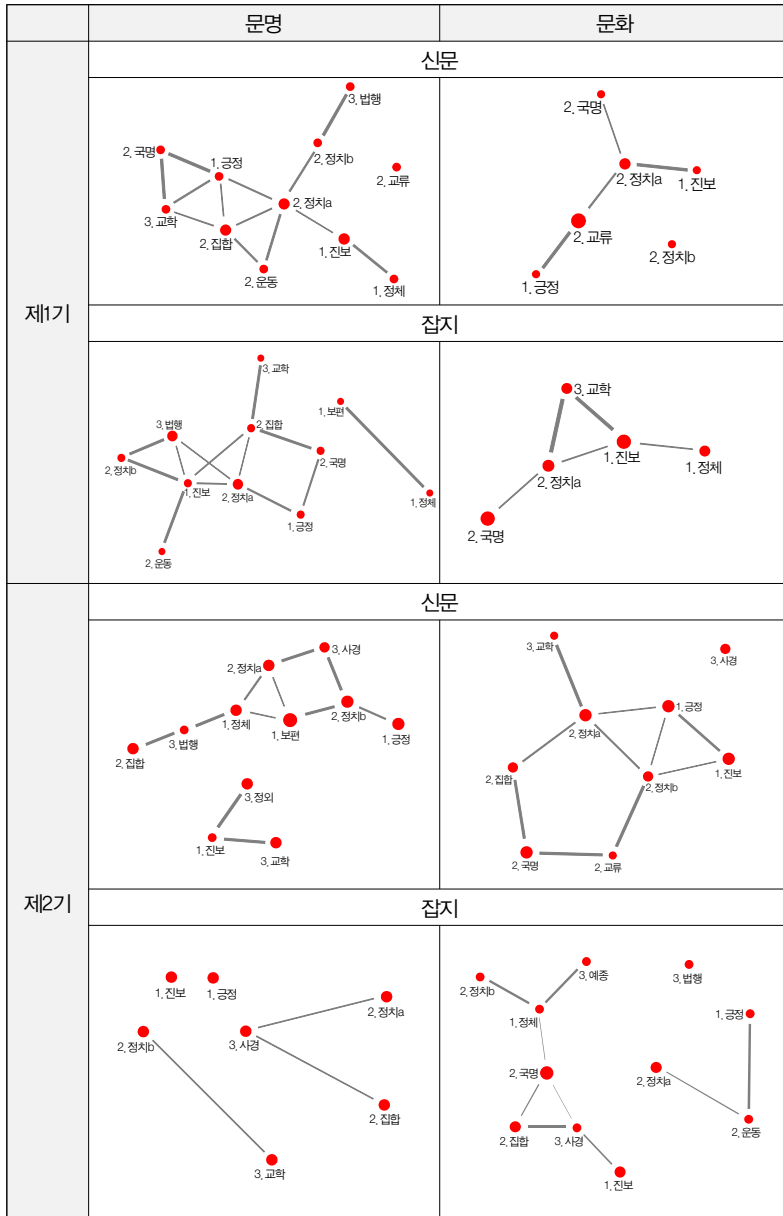 문명
문화
제1기
신문
3. 법행
2. 국명
1. 긍정
2. 정치b
2. 교류
3. 교학
2. 정치a
2. 집합
1. 진보
2. 운동
1. 정체
2. 국명
2. 정치a
1. 진보
2. 교류
2. 정치b
1. 긍정
잡지
3. 교학
1. 보편
3. 법행
2. 집합
2. 국명
2. 정치b
1. 진보
2. 정치a
1. 정체
1. 긍정
2. 운동
3. 교학
1. 진보
1. 정체
2. 정치a
2. 국명
제2기
신문
3. 사경
2. 정치a
1. 정체
1. 보편
2. 정치b
1. 긍정
3. 법행
2. 집합
3. 정외
1. 진보
3. 교학
3. 교학
3. 사경
1. 긍정
2. 정치a
1. 진보
2. 집합
2. 정치b
2. 국명
2. 교류
잡지
1. 진보
1. 긍정
2. 정치a
2. 정치b
3. 사경
2. 집합
3. 교학
3. 예종
3. 법행
2. 정치b
1. 정체
1. 긍정
2. 국명
2. 정치a
2. 집합
3. 사경
2. 운동
1. 진보